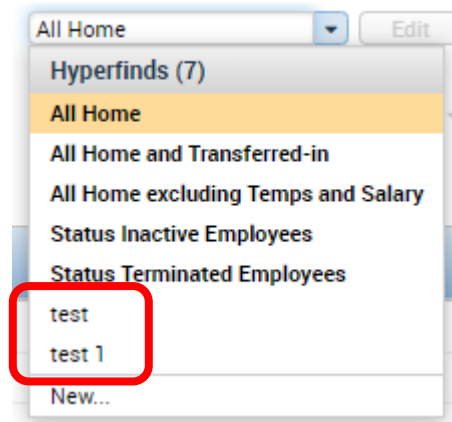 All Home
Edit
Hyperfinds (7)
All Home
All Home and Transferred-in
All Home excluding Temps and Salary
Status Inactive Employees
Status Terminated Employees
test
test 1
New...